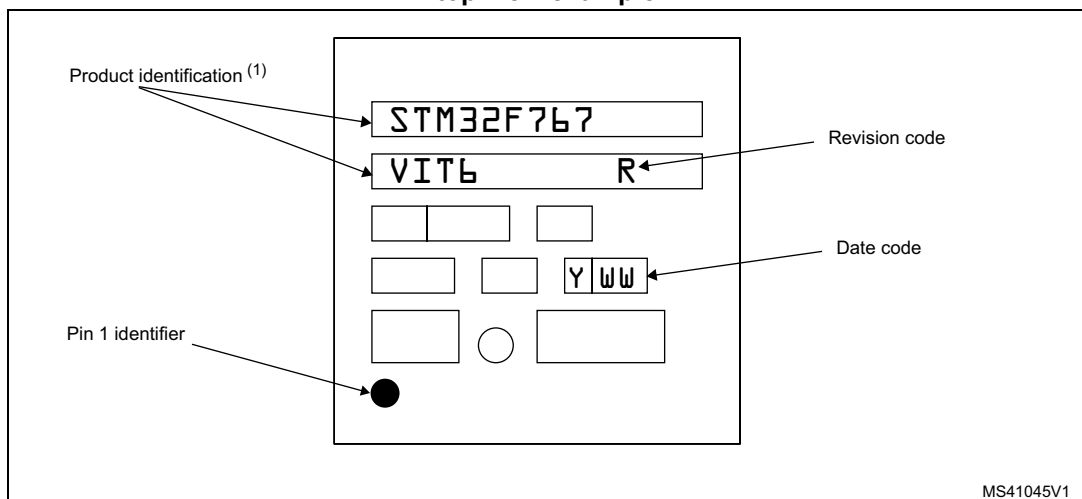 Product identification (1)
STM32F767
Revision code
VIT6 R
Date code
Y WW
Pin 1 identifier
MS41045V1